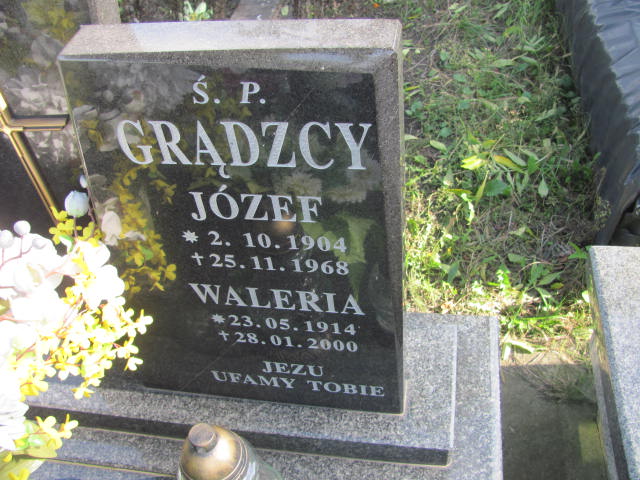 Ś. P.
GRĄDZCY
JÓZEF
* 2. 10. 1904
† 25. 11. 1968
WALERIA
* 23. 05. 1914
† 28. 01. 2000
JEZU
UFAMY TOBIE